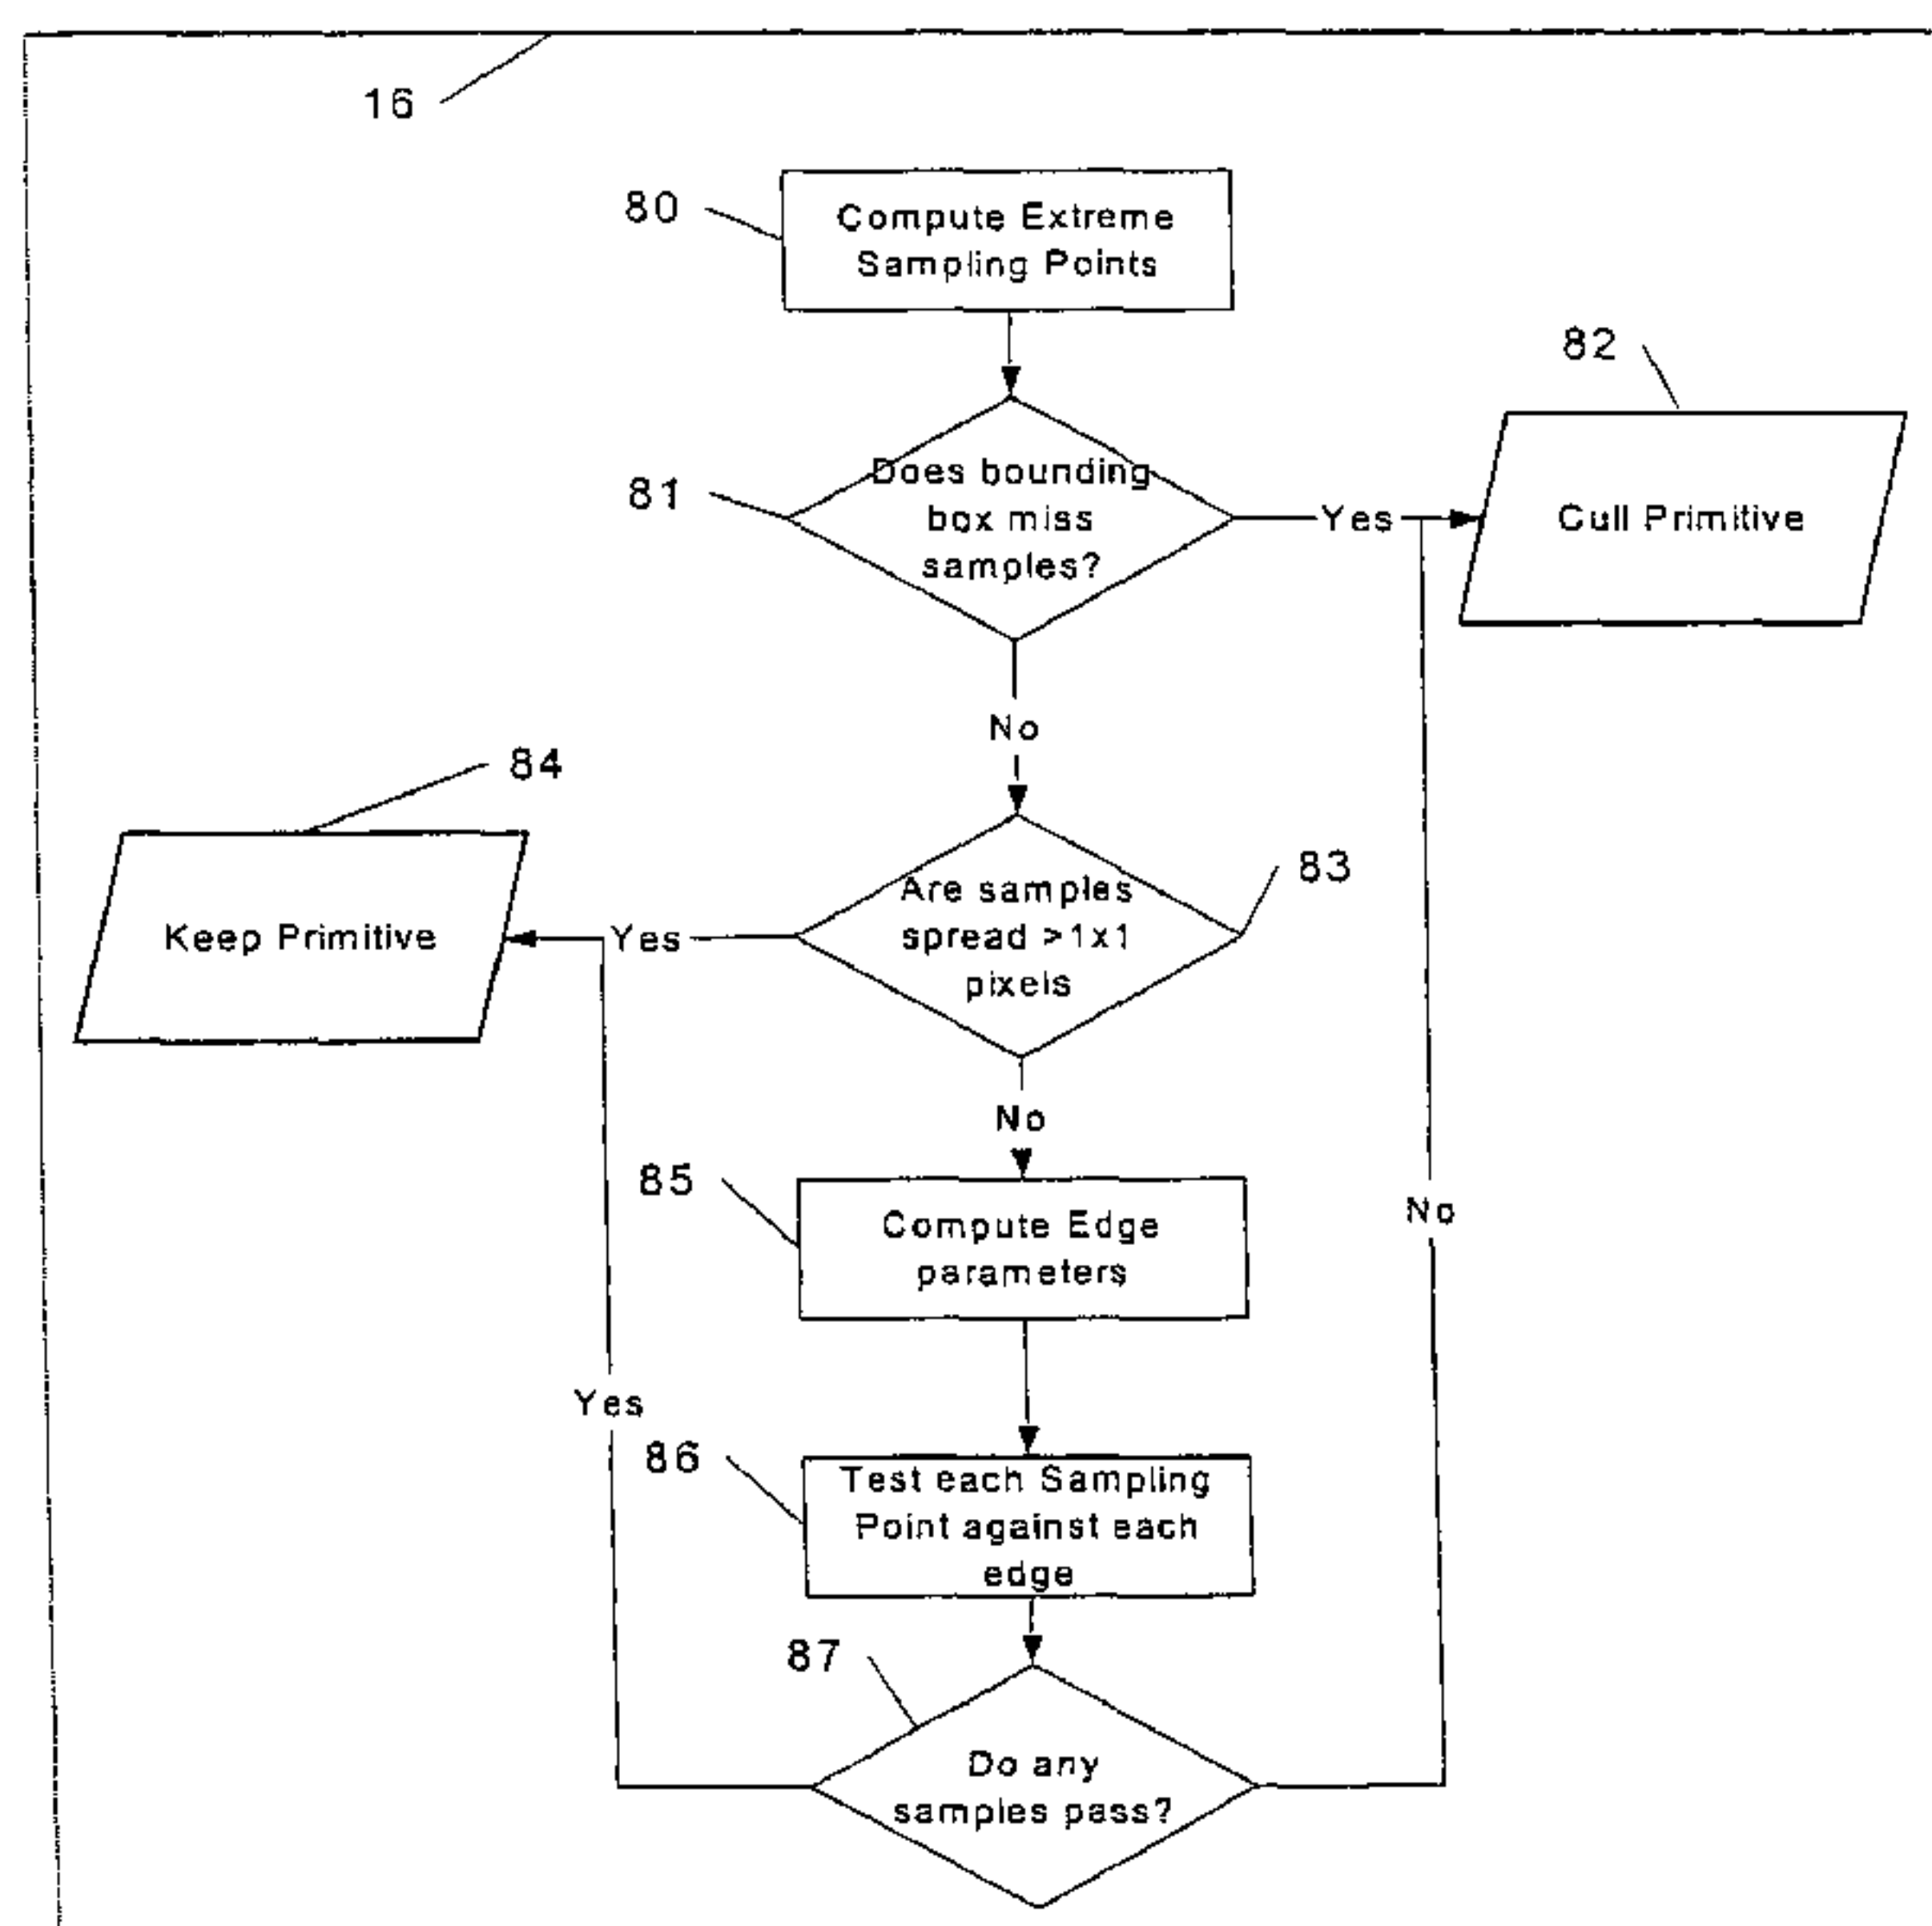 16
80
Compute Extreme
Sampling Points
82
81
Does bounding
box miss
samples?
Yes
Cull Primitive
No
84
83
Are samples
spread >1x1
pixels
Yes
Keep Primitive
No
85
Compute Edge
parameters
No
Yes
86
Test each Sampling
Point against each
edge
87
Do any
samples pass?